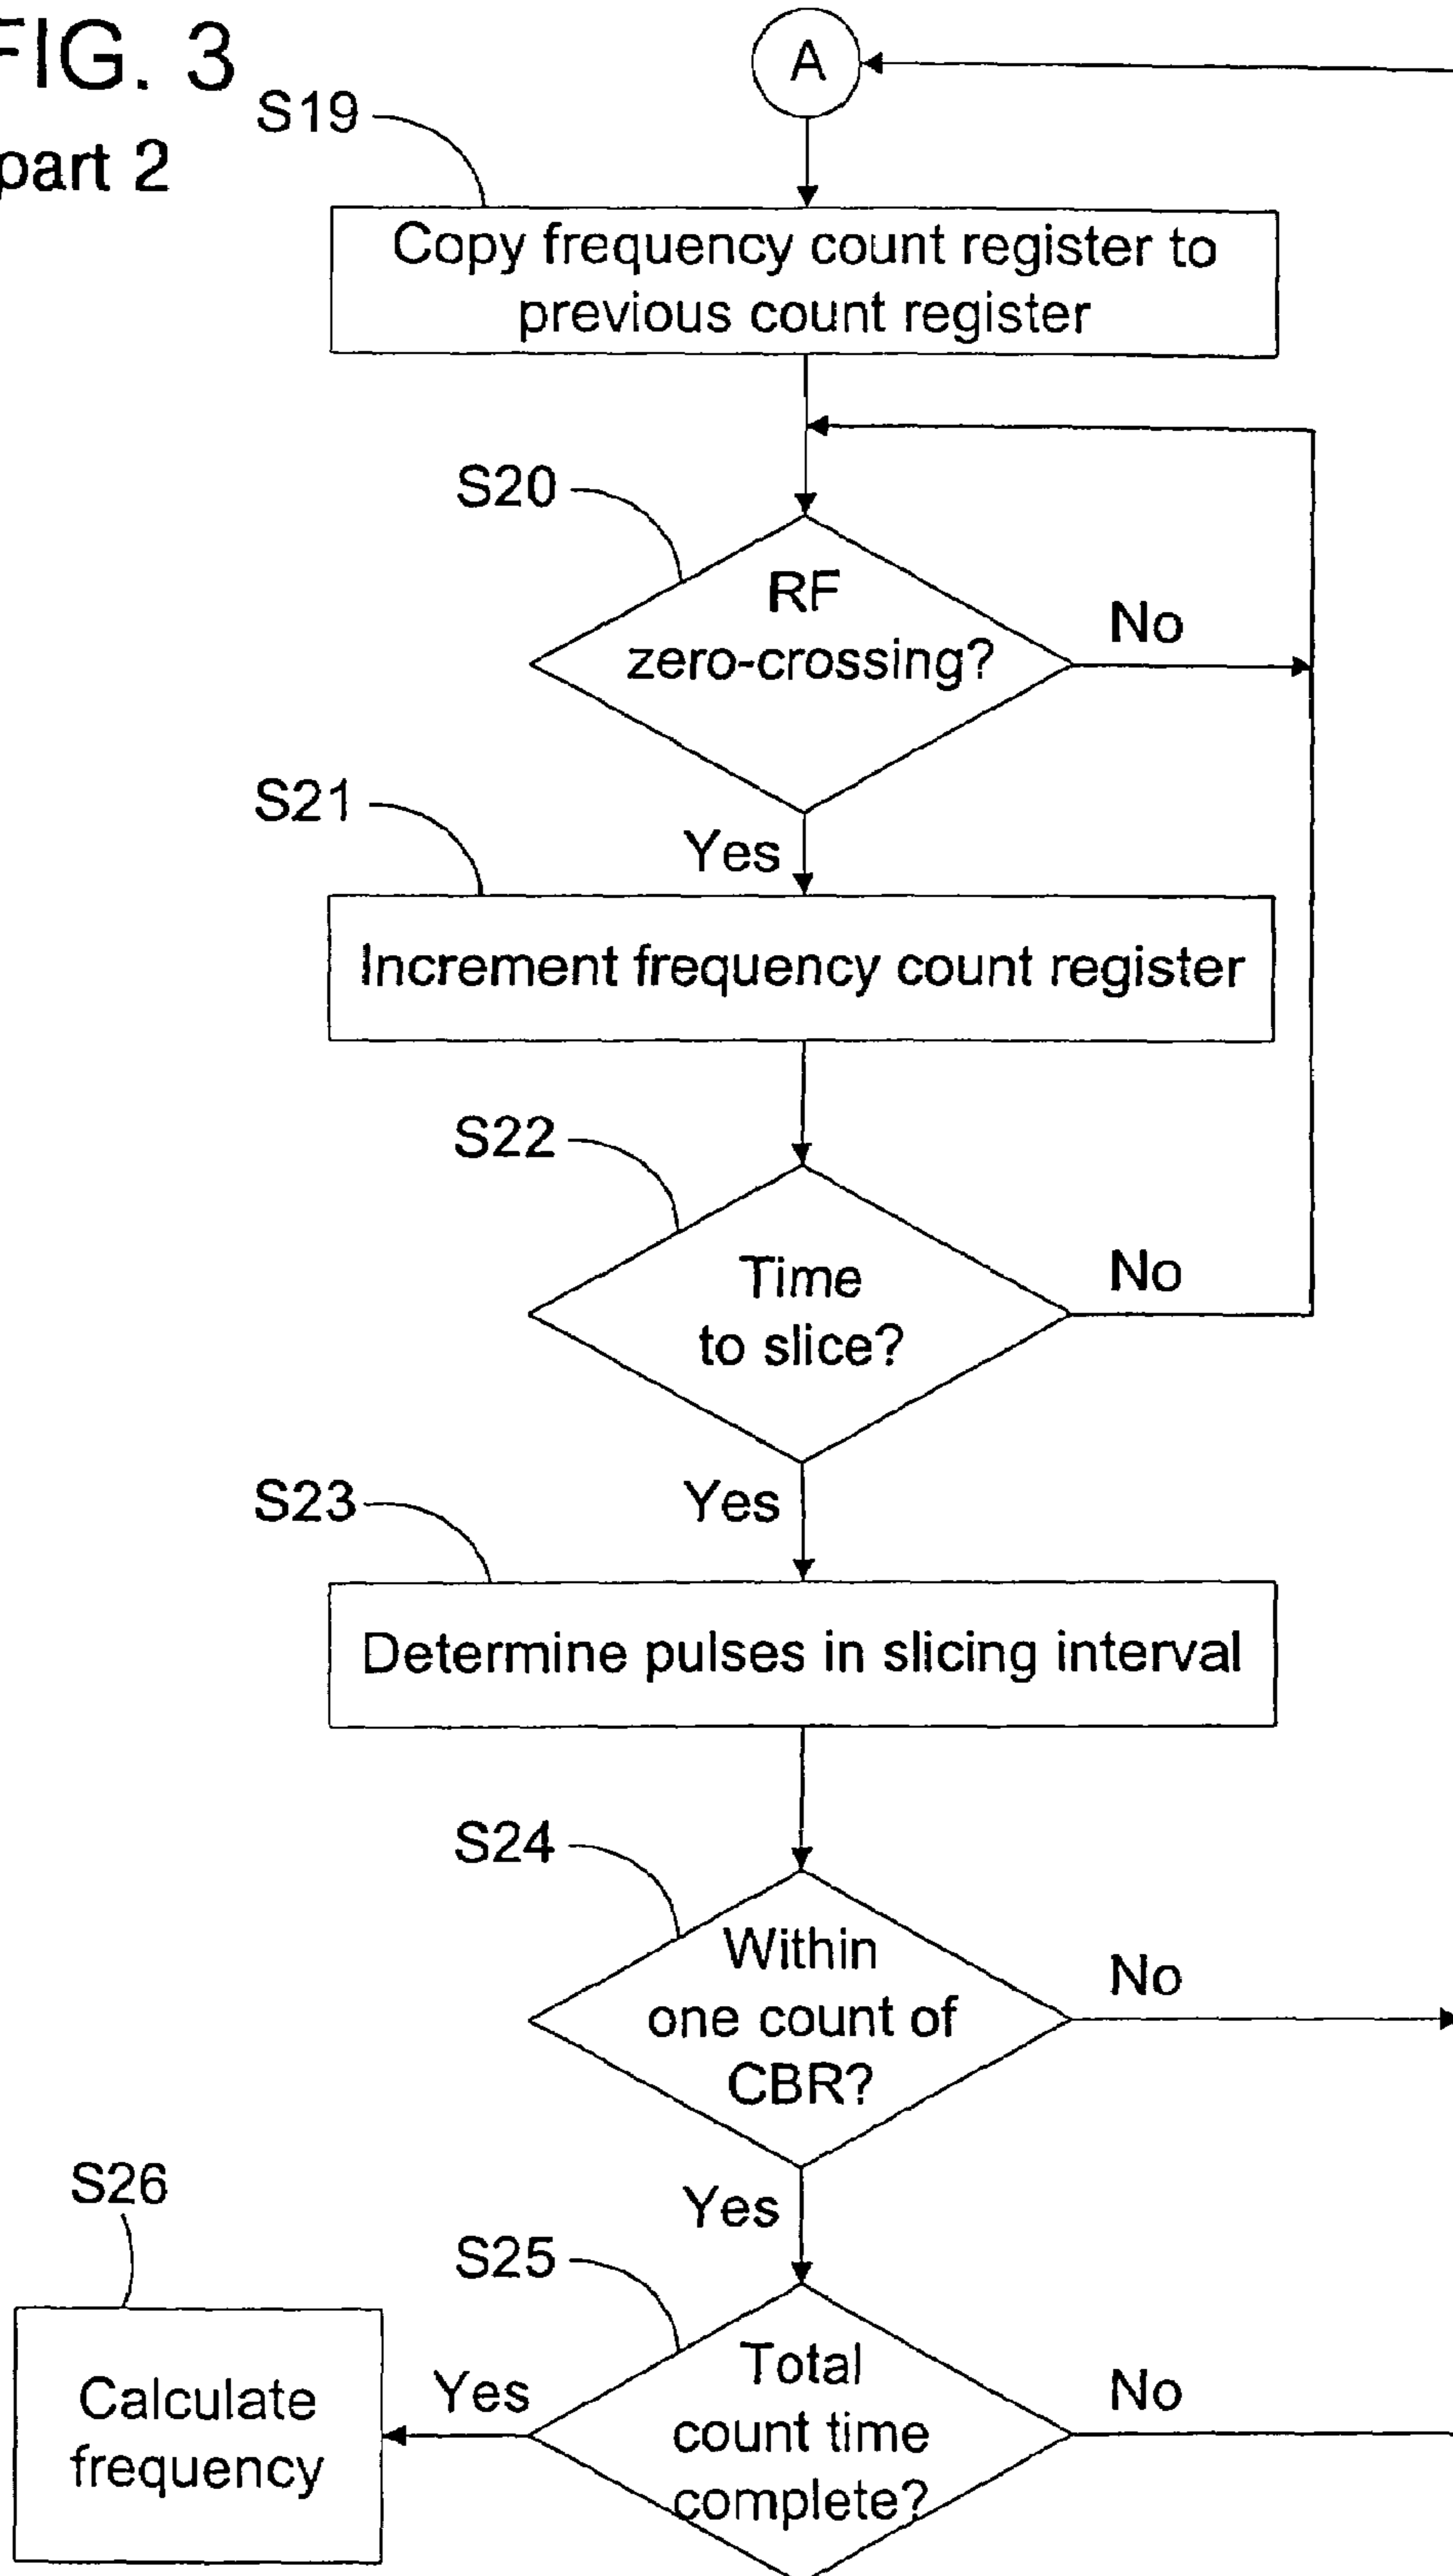 FIG. 3
part 2
A
S19
Copy frequency count register to
previous count register
S20
RF
zero-crossing?
No
Yes
S21
Increment frequency count register
S22
Time
to slice?
No
Yes
S23
Determine pulses in slicing interval
S24
Within
one count of
CBR?
No
Yes
S25
Total
count time
complete?
No
Yes
S26
Calculate
frequency